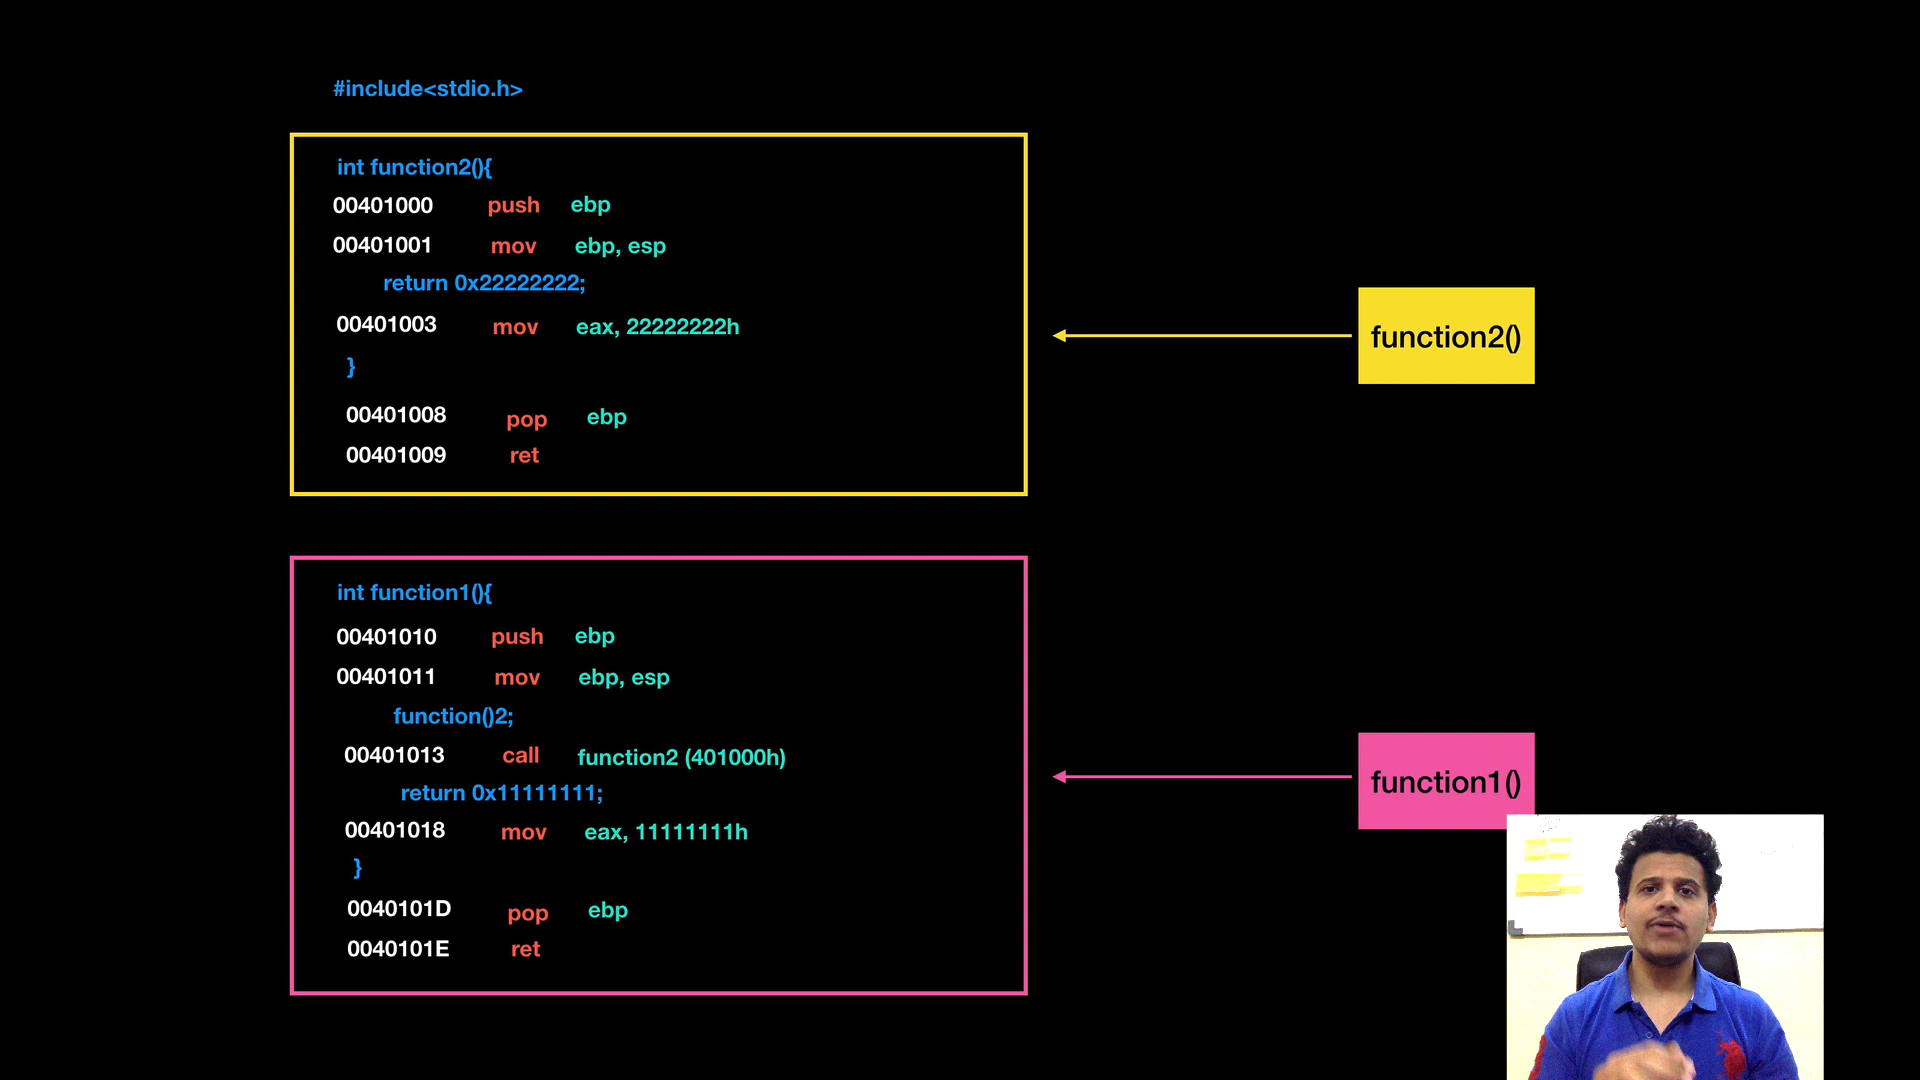 #include<stdio.h>
int function2(){
00401000 push ebp
00401001 mov ebp, esp
return 0x22222222;
00401003 mov eax, 22222222h
}
00401008 pop ebp
00401009 ret
function2()
int function1(){
00401010 push ebp
00401011 mov ebp, esp
function()2;
00401013 call function2 (401000h)
return 0x11111111;
00401018 mov eax, 11111111h
}
0040101D pop ebp
0040101E ret
function1()